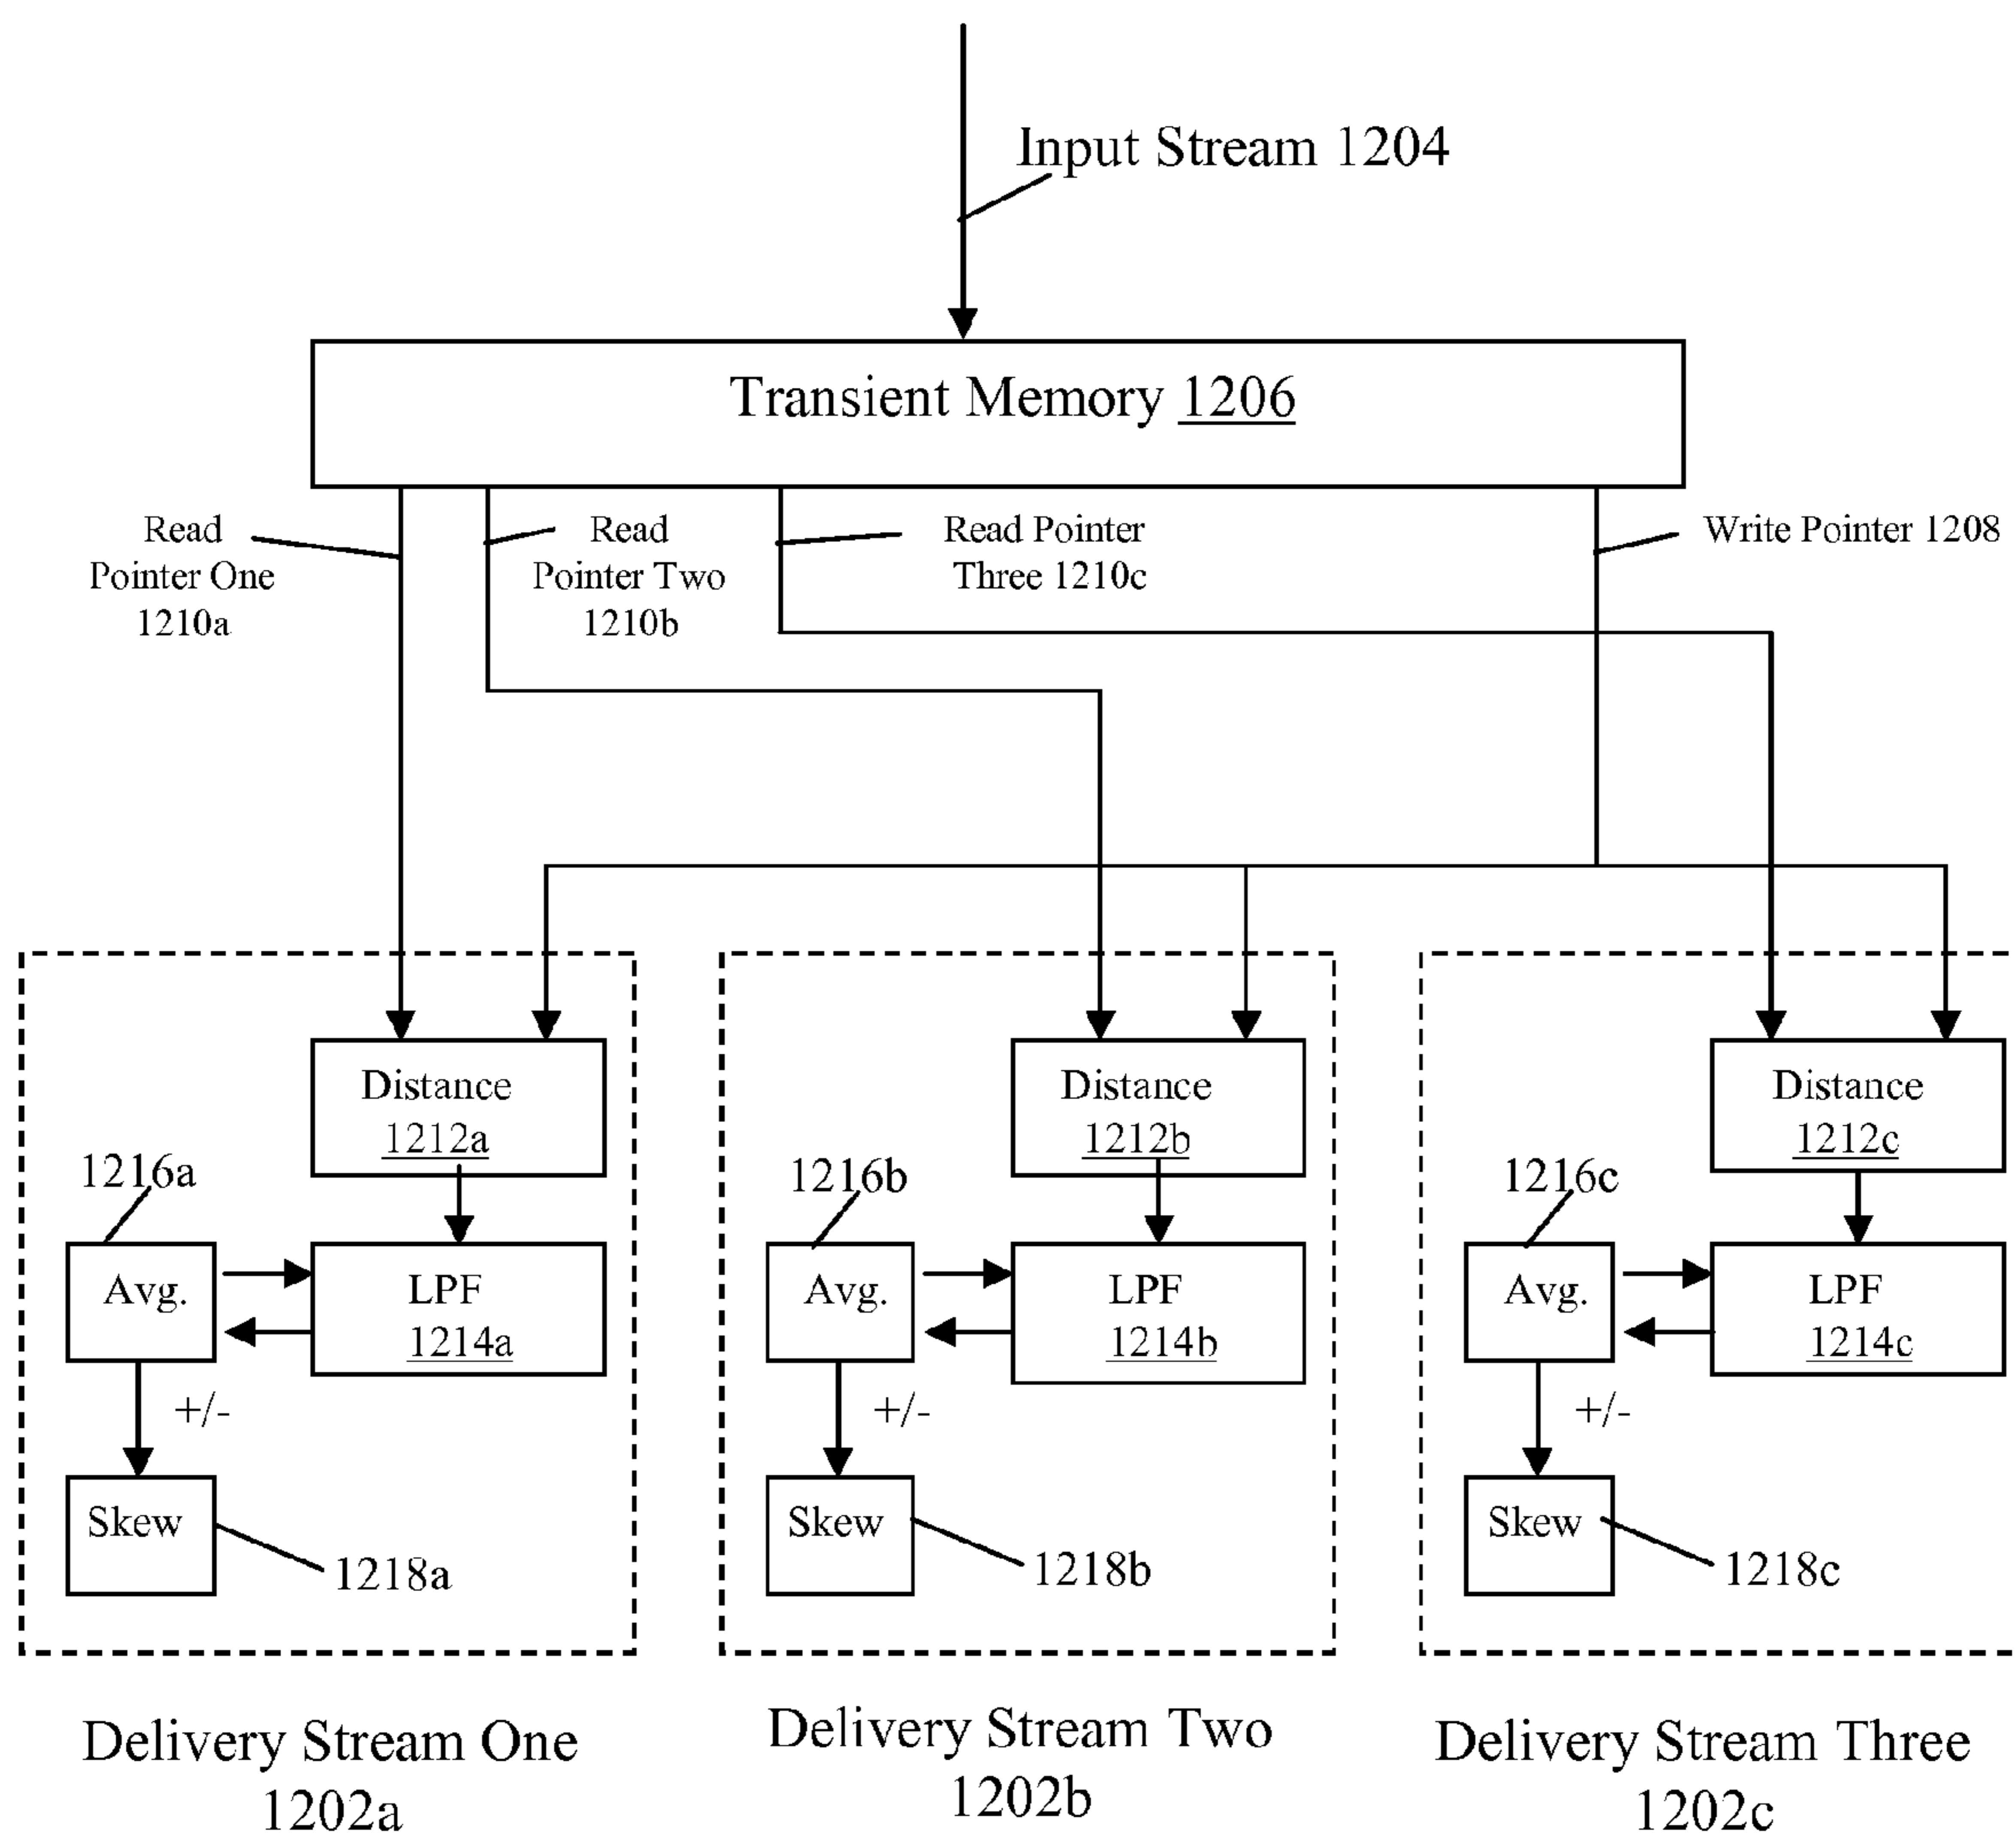 Input Stream 1204
Transient Memory 1206
Read
Pointer One
1210a
Read
Pointer Two
1210b
Read Pointer
Three 1210c
Write Pointer 1208
Distance
1212a
1216a
Avg.
LPF
1214a
+/-
Skew
1218a
Delivery Stream One
1202a
Distance
1212b
1216b
Avg.
LPF
1214b
+/-
Skew
1218b
Delivery Stream Two
1202b
Distance
1212c
1216c
Avg.
LPF
1214c
+/-
Skew
1218c
Delivery Stream Three
1202c